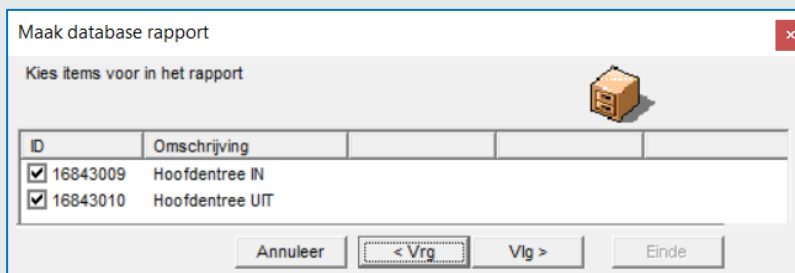 Maak database rapport
Kies items voor in het rapport
ID Omschrijving
16843009 Hoofdentree IN
16843010 Hoofdentree UIT
Annuleer < Vrg Vlg > Einde